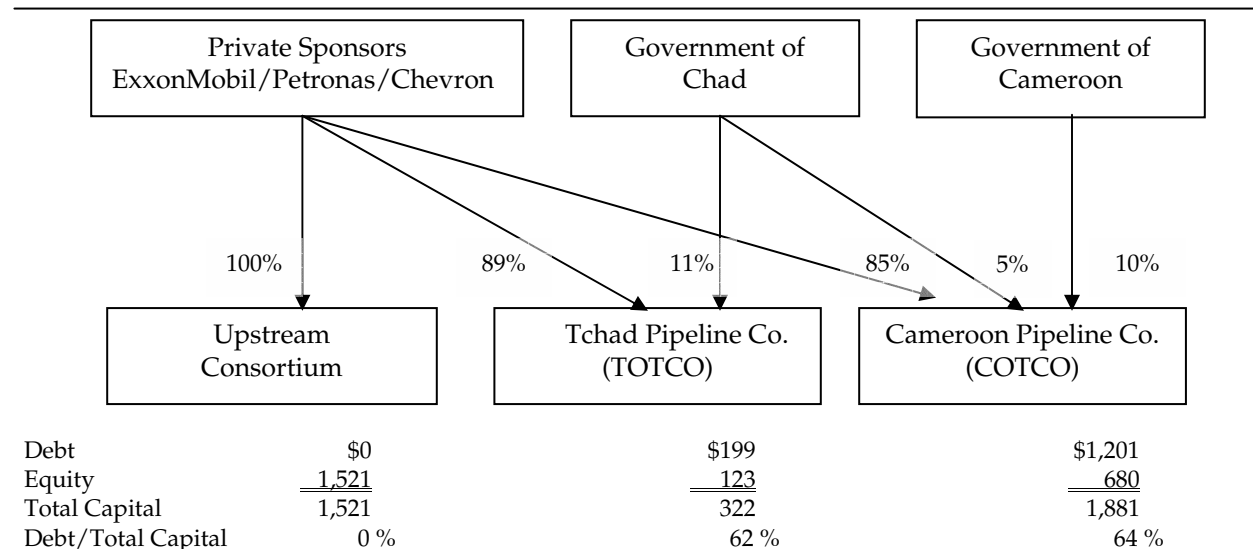 Private Sponsors
ExxonMobil/Petronas/Chevron
Government of
Chad
Government of
Cameroon
100% 89% 11% 85% 5% 10%
Upstream
Consortium
Tchad Pipeline Co.
(TOTCO)
Cameroon Pipeline Co.
(COTCO)
Debt $0 $199 $1,201
Equity 1,521 123 680
Total Capital 1,521 322 1,881
Debt/Total Capital 0 % 62 % 64 %